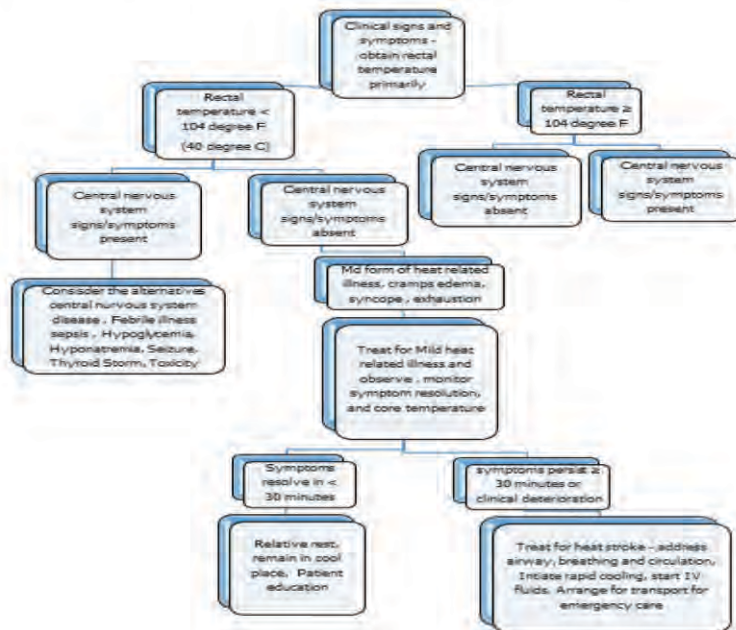 Clinical signs and
symptoms -
obtain rectal
temperature
primarily
Rectal
temperature <
104 degree F
(40 degree C)
Rectal
temperature ≥
104 degree F
Central nervous
system
signs/symptoms
present
Central nervous
system
signs/symptoms
absent
Central nervous
system
signs/symptoms
absent
Central nervous
system
signs/symptoms
present
Consisder the alternatives
central nurvous system
disease . Febrile illness
sepsis . Hypoglycemia,
Hyponatremia, Seizure,
Thyroid Storm, Toxicity
Md form of heat related
illness, cramps edema,
syncope , exhaustion
Treat for Mild heat
related illness and
observe . monitor
symptom resolution,
and core temperature
Symptoms
resolve in <
30 minutes
symptoms persist ≥
30 minutes or
clinical deterioration
Relative rest,
remain in cool
place, Patient
education
Treat for heat stroke - address
airway, breathing and circulation,
Intiate rapid cooling, start IV
fluids. Arrange for transport for
emergency care